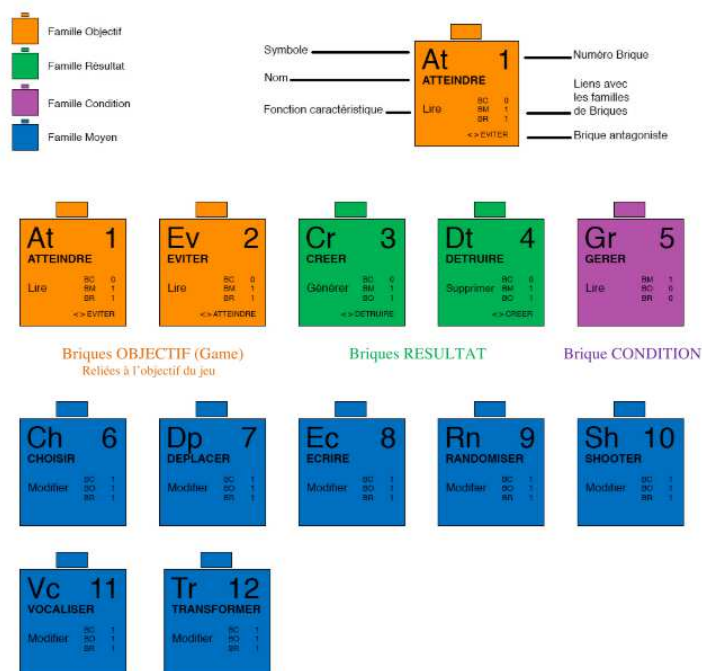 Famille Objectif
Famille Résultat
Famille Condition
Famille Moyen
Symbole
Nom
Fonction caractéristique
At 1
ATTEINDRE
Lire
BC 0
BM 1
BR 1
< > EVITER
Numéro Brique
Liens avec
les familles
de Briques
Brique antagoniste
At 1
ATTEINDRE
Lire
BC 0
BM 1
BR 1
< > EVITER
Ev 2
EVITER
Lire
BC 0
BM 1
BR 1
< > ATTEINDRE
Cr 3
CREER
Générer
BC 0
BM 1
BO 1
< > DETRUIRE
Dt 4
DETRUIRE
Supprimer
BC 0
BM 1
BO 1
< > CREER
Gr 5
GERER
Lire
BM 1
BO 0
BR 0
Briques OBJECTIF (Game)
Reliées à l'objectif du jeu
Briques RESULTAT
Brique CONDITION
Ch 6
CHOISIR
Modifier
BC 1
BO 1
BR 1
Dp 7
DEPLACER
Modifier
BC 1
BO 1
BR 1
Ec 8
ECRIRE
Modifier
BC 1
BO 1
BR 1
Rn 9
RANDOMISER
Modifier
BC 1
BO 1
BR 1
Sh 10
SHOOTER
Modifier
BC 1
BO 1
BR 1
Vc 11
VOCALISER
Modifier
BC 1
BO 1
BR 1
Tr 12
TRANSFORMER
Modifier
BC 1
BO 1
BR 1